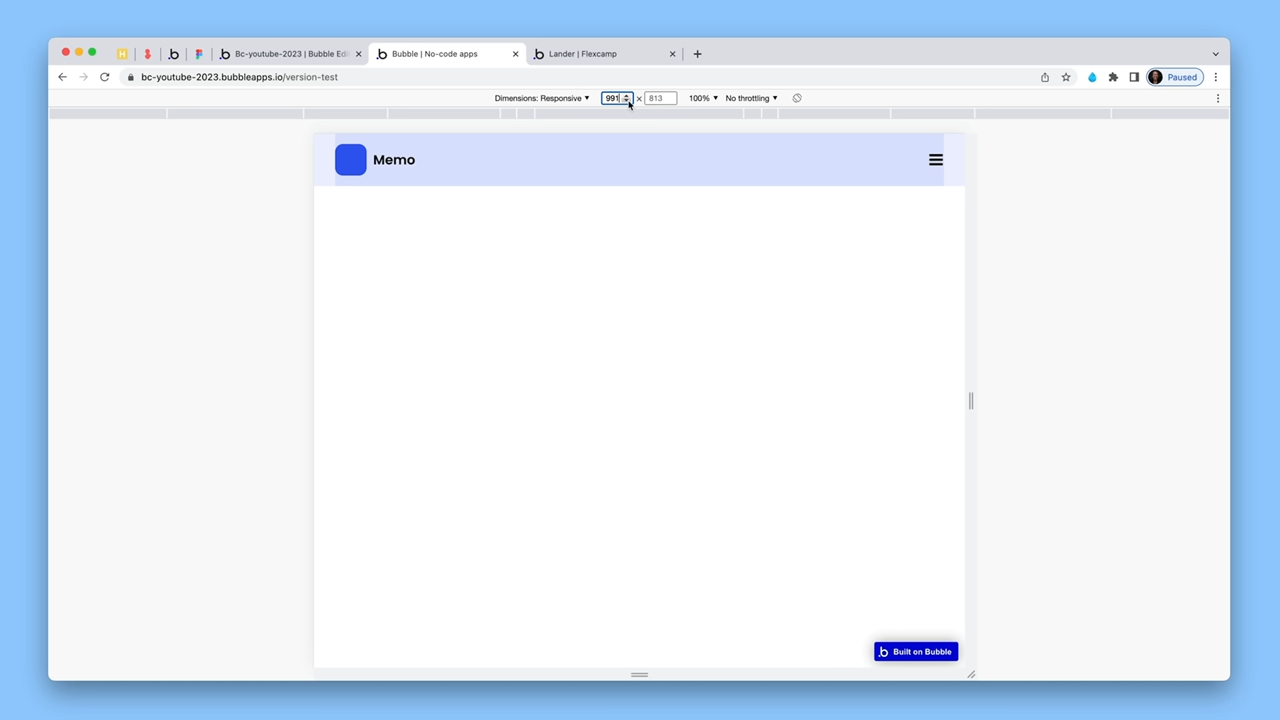 H
Bc-youtube-2023 | Bubble Edi
Bubble | No-code apps
Lander | Flexcamp
bc-youtube-2023.bubbleapps.io/version-test
Paused
Dimensions: Responsive
991
×
813
100%
No throttling
Memo
Built on Bubble